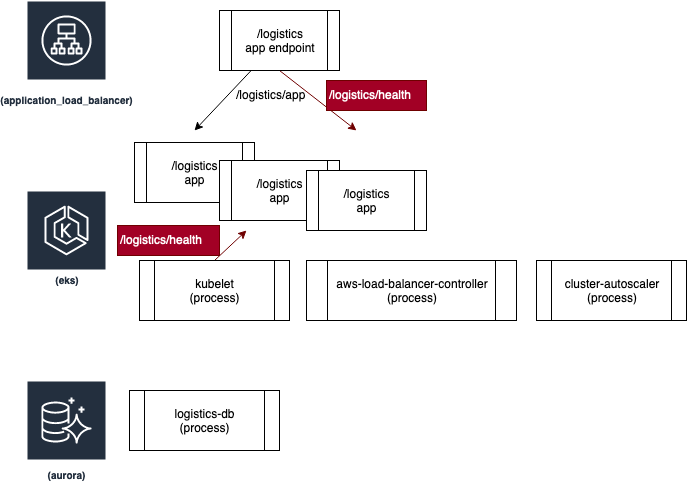 /logistics
app endpoint
(application_load_balancer)
/logistics/app
/logistics/health
/logistics
app
/logistics
app
/logistics
app
/logistics/health
(eks)
kubelet
(process)
aws-load-balancer-controller
(process)
cluster-autoscaler
(process)
logistics-db
(process)
(aurora)